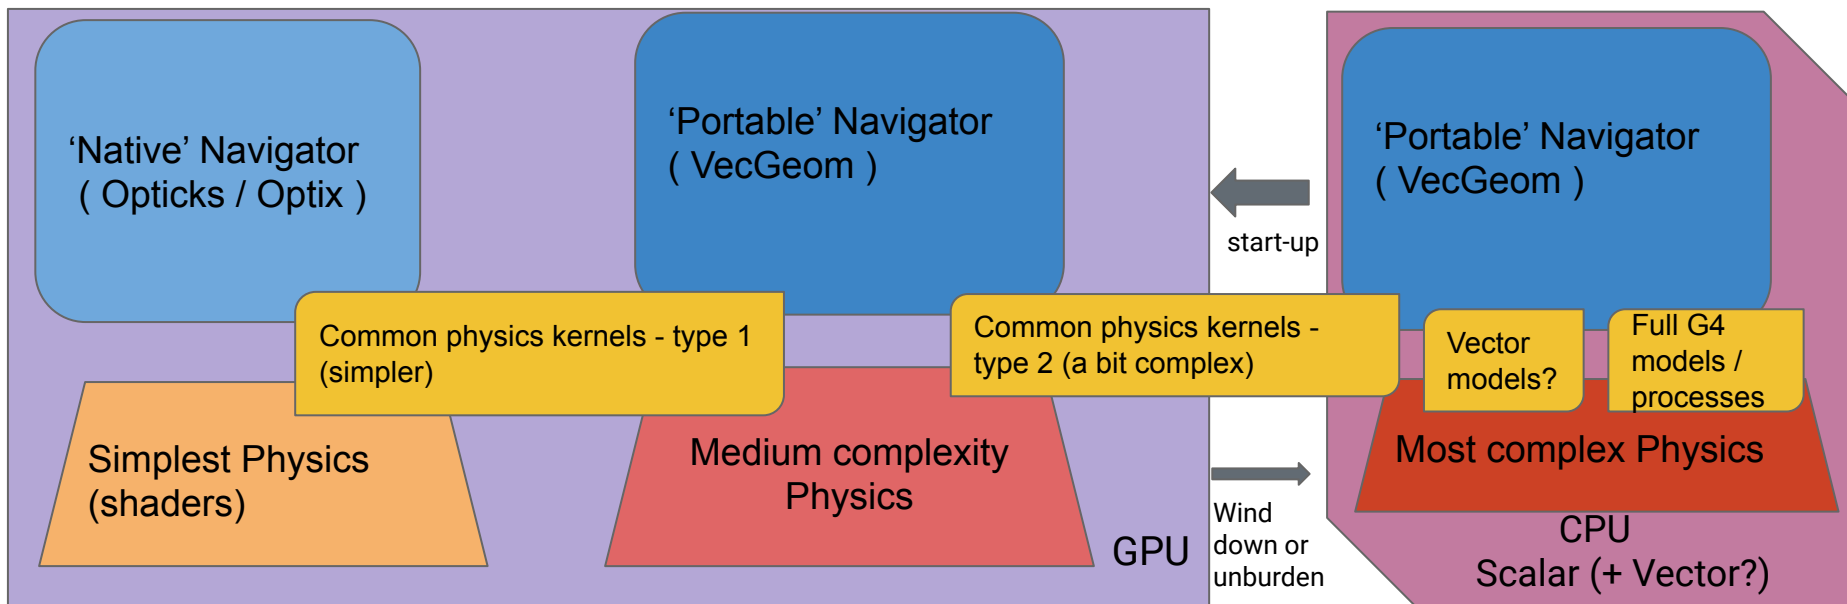 ‘Native’ Navigator
( Opticks / Optix )
‘Portable’ Navigator
( VecGeom )
‘Portable’ Navigator
( VecGeom )
start-up
Common physics kernels - type 1
(simpler)
Common physics kernels -
type 2 (a bit complex)
Vector
models?
Full G4
models /
processes
Simplest Physics
(shaders)
Medium complexity
Physics
Most complex Physics
GPU
Wind
down or
unburden
CPU
Scalar (+ Vector?)